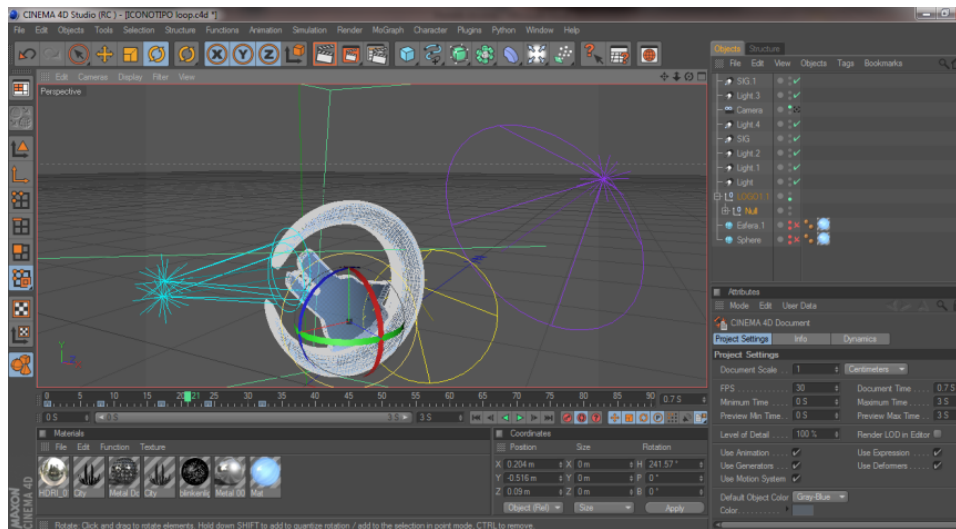 CINEMA 4D Studio (RC ) - [ICONOTIPO loop.c4d *]
File Edit Objects Tools Selection Structure Functions Animation Simulation Render MoGraph Character Plugins Python Window Help
Objects Structure
File Edit View Objects Tags Bookmarks
Edit Cameras Display Filter View
Perspective
SIG.1
Light.3
Camera
Light.4
SIG
Light.2
Light.1
Light
LOGO1.1
Null
Esfera.1
Sphere
Y
Z
Attributes
Mode Edit User Data
CINEMA 4D Document
Project Settings Info Dynamics
Project Settings
Document Scale . . 1 Centimeters
FPS 30 Document Time . . 0.7 S
Minimum Time 0 S Maximum Time 3 S
Preview Min Time 0 S Preview Max Time 3 S
Level of Detail 100 % Render LOD in Editor
Use Animation Use Expression
Use Generators Use Deformers
Use Motion System
Default Object Color Gray-Blue
Color
0 5 10 15 20 21 25 30 35 40 45 50 55 60 65 70 75 80 85 90 0.7 S
0 S 0 S 3 S 3 S
Materials
File Edit Function Texture
HDRI_0 City Metal Do City blinkenlig Metal 00 Mat
Coordinates
Position Size Rotation
X 0.204 m X 0 m H 241.57 °
Y -0.516 m Y 0 m P 0 °
Z 0.09 m Z 0 m B 0 °
Object (Rel) Size Apply
MAXON
CINEMA 4D
Rotate: Click and drag to rotate elements. Hold down SHIFT to add to quantize rotation / add to the selection in point mode, CTRL to remove.